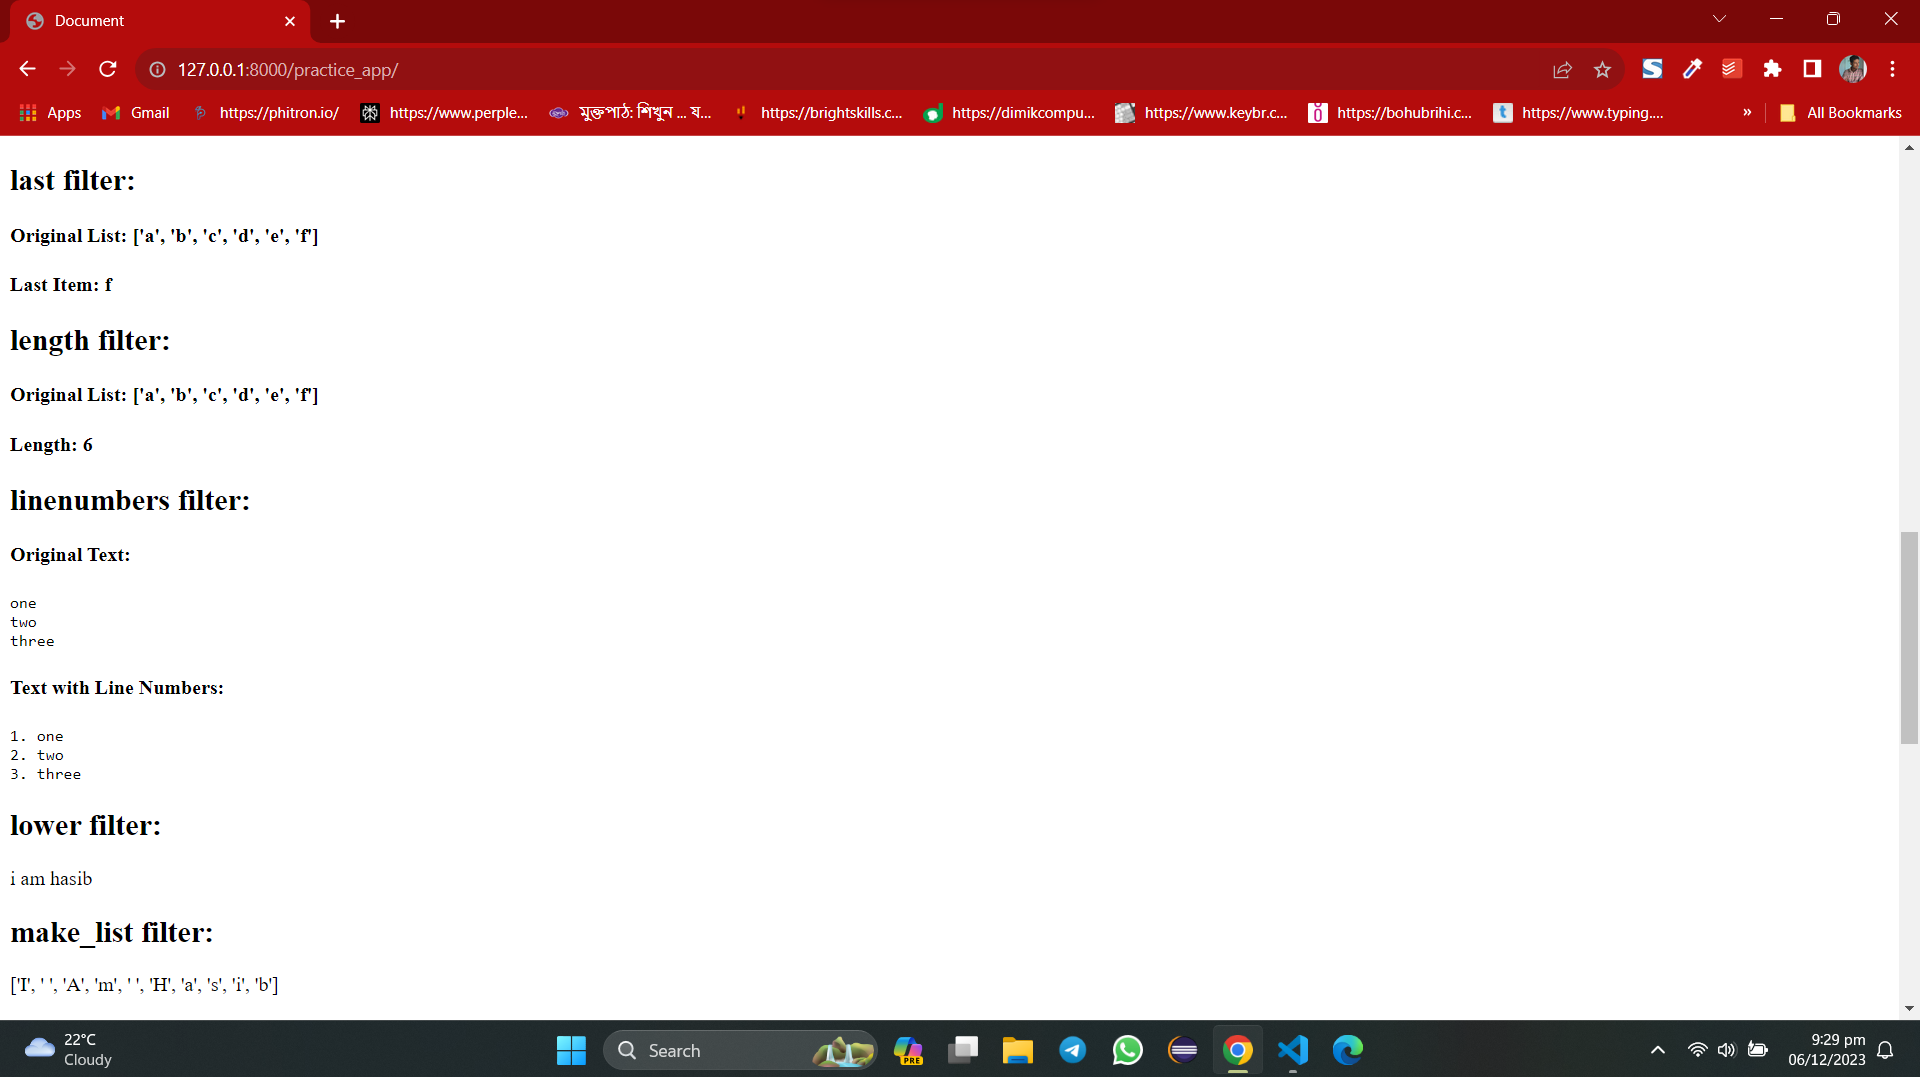 Document
127.0.0.1:8000/practice_app/
Apps
Gmail
https://phitron.io/
https://www.perple...
মুক্তপাঠ: শিখুন ... য...
https://brightskills.c...
https://dimikcompu...
https://www.keybr.c...
https://bohubrihi.c...
https://www.typing....
»
All Bookmarks
last filter:
Original List: ['a', 'b', 'c', 'd', 'e', 'f']
Last Item: f
length filter:
Original List: ['a', 'b', 'c', 'd', 'e', 'f']
Length: 6
linenumbers filter:
Original Text:
one
two
three
Text with Line Numbers:
1. one
2. two
3. three
lower filter:
i am hasib
make_list filter:
['I', ' ', 'A', 'm', ' ', 'H', 'a', 's', 'i', 'b']
22°C
Cloudy
Search
PRE
9:29 pm
06/12/2023